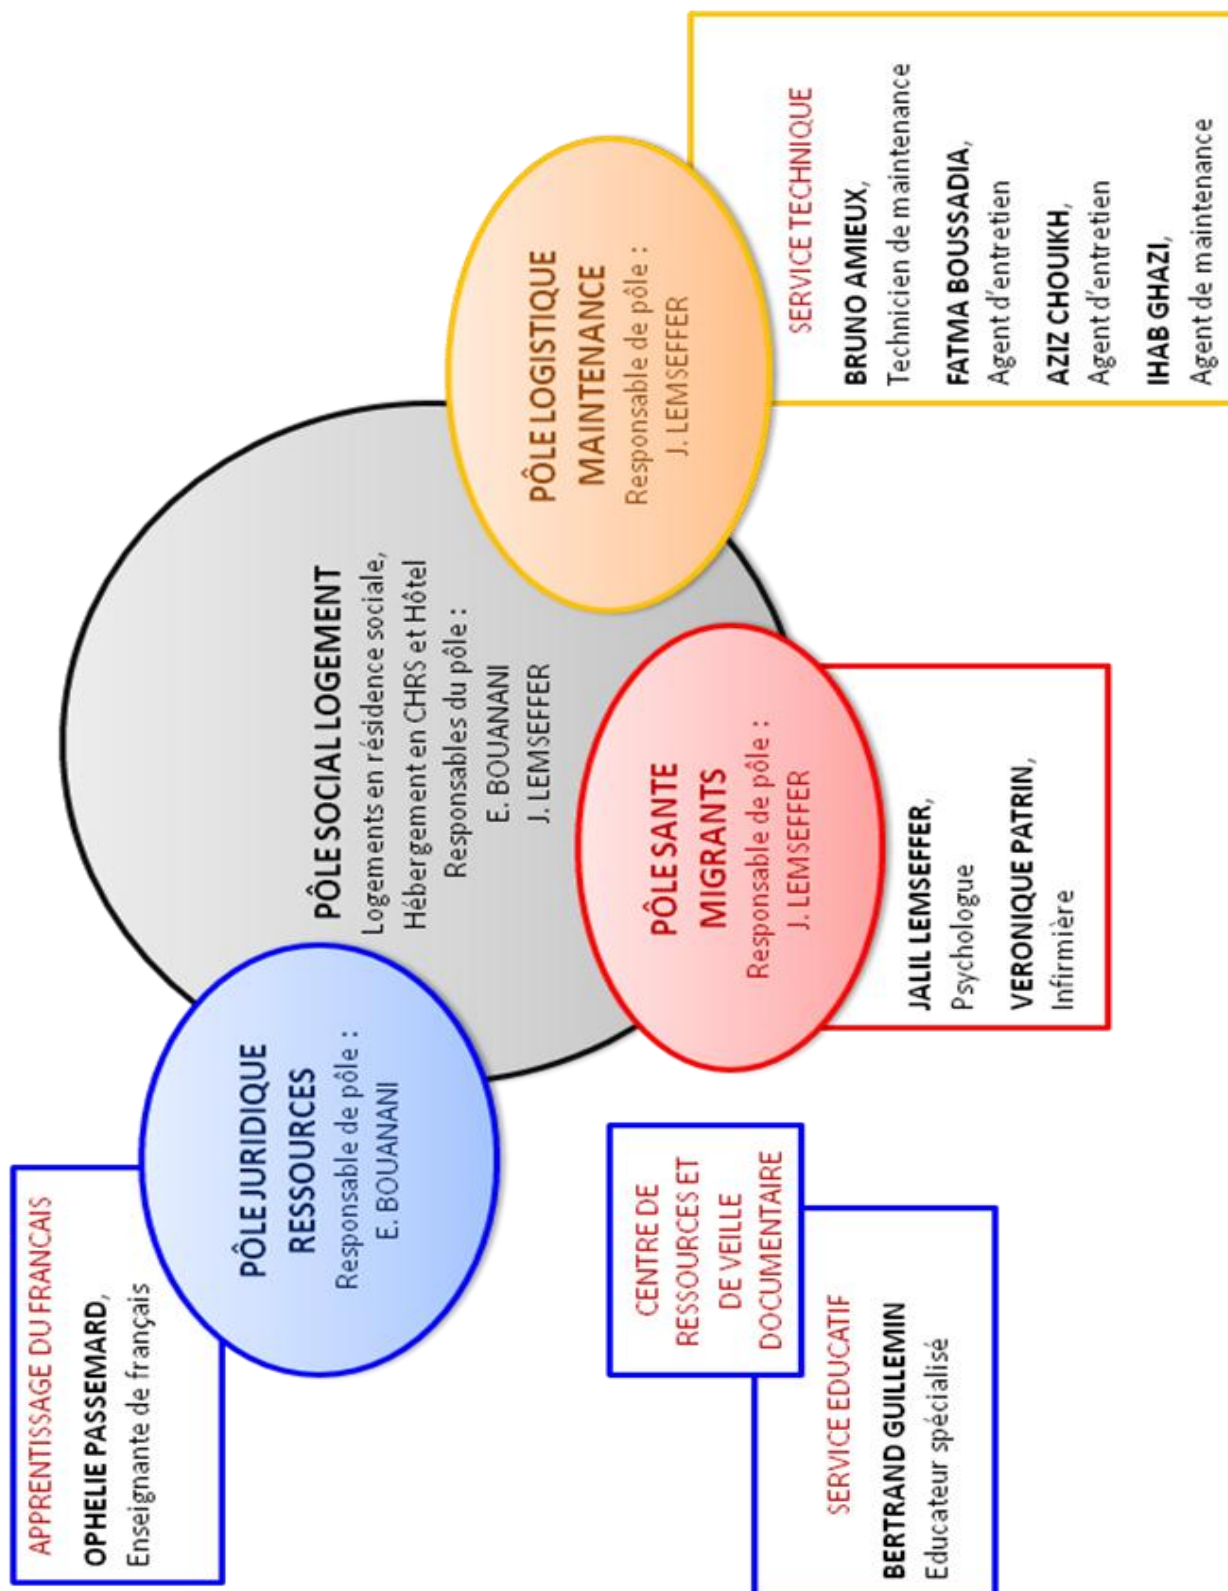 APPRENTISSAGE DU FRANCAIS
OPHELIE PASSEMARD,
Enseignante de français
PÔLE JURIDIQUE
RESSOURCES
Responsable de pôle :
E. BOUANANI
PÔLE SOCIAL LOGEMENT
Logements en résidence sociale,
Hébergement en CHRS et Hôtel
Responsables du pôle :
E. BOUANANI
J. LEMSEFFER
PÔLE LOGISTIQUE
MAINTENANCE
Responsable de pôle :
J. LEMSEFFER
CENTRE DE
RESSOURCES ET
DE VEILLE
DOCUMENTAIRE
SERVICE EDUCATIF
BERTRAND GUILLEMIN
Educateur spécialisé
PÔLE SANTE
MIGRANTS
Responsable de pôle :
J. LEMSEFFER
JALIL LEMSEFFER,
Psychologue
VERONIQUE PATRIN,
Infirmière
SERVICE TECHNIQUE
BRUNO AMIEUX,
Technicien de maintenance
FATMA BOUSSADIA,
Agent d'entretien
AZIZ CHOUIKH,
Agent d'entretien
IHAB GHAZI,
Agent de maintenance